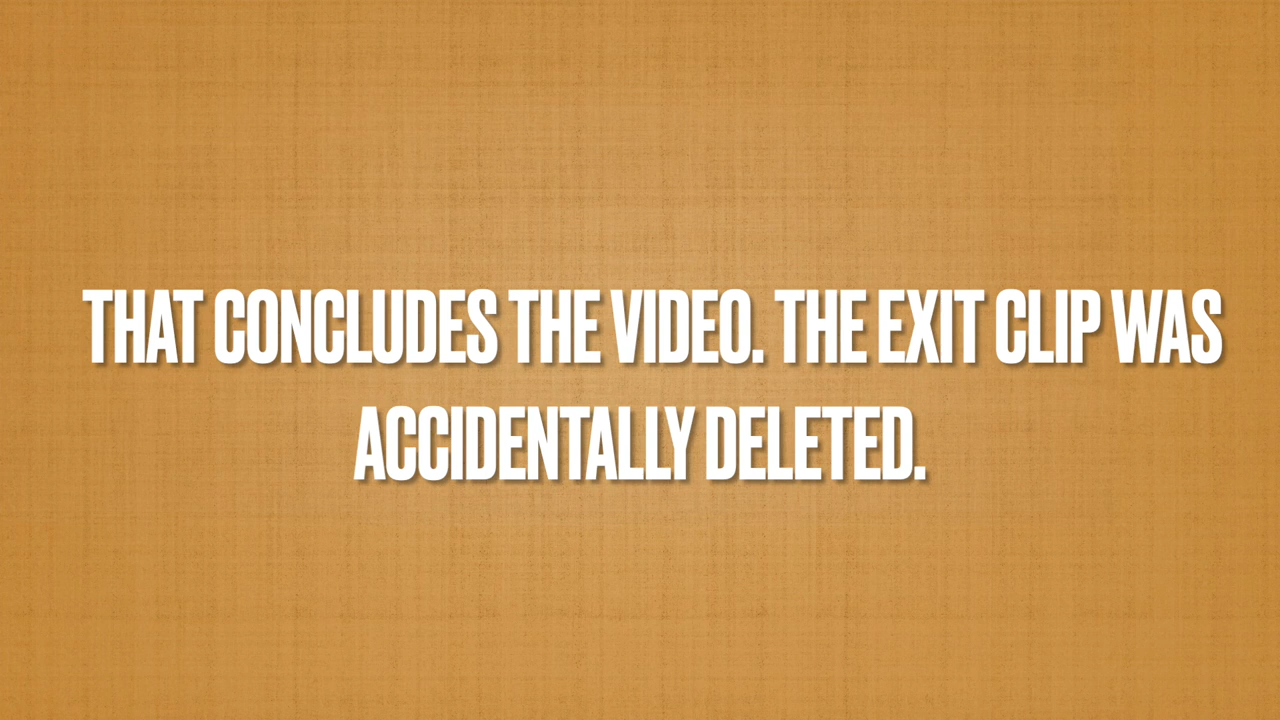 THAT CONCLUDES THE VIDEO. THE EXIT CLIP WAS
ACCIDENTALLY DELETED.